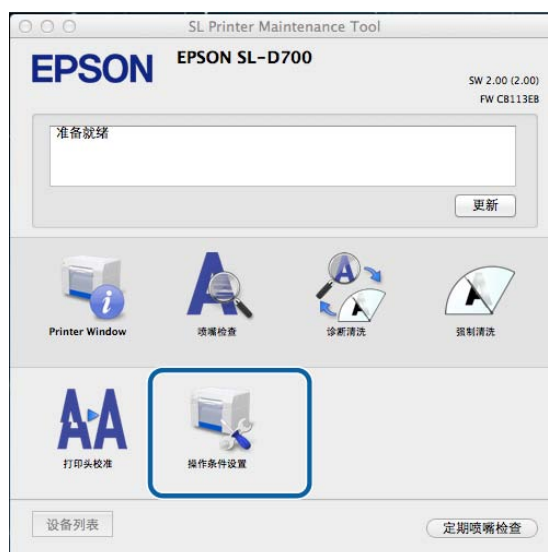 SL Printer Maintenance Tool
EPSON
EPSON SL-D700
SW 2.00 (2.00)
FW CB113EB
准备就绪
更新
Printer Window
喷嘴检查
诊断清洗
强制清洗
打印头校准
操作条件设置
设备列表
定期喷嘴检查